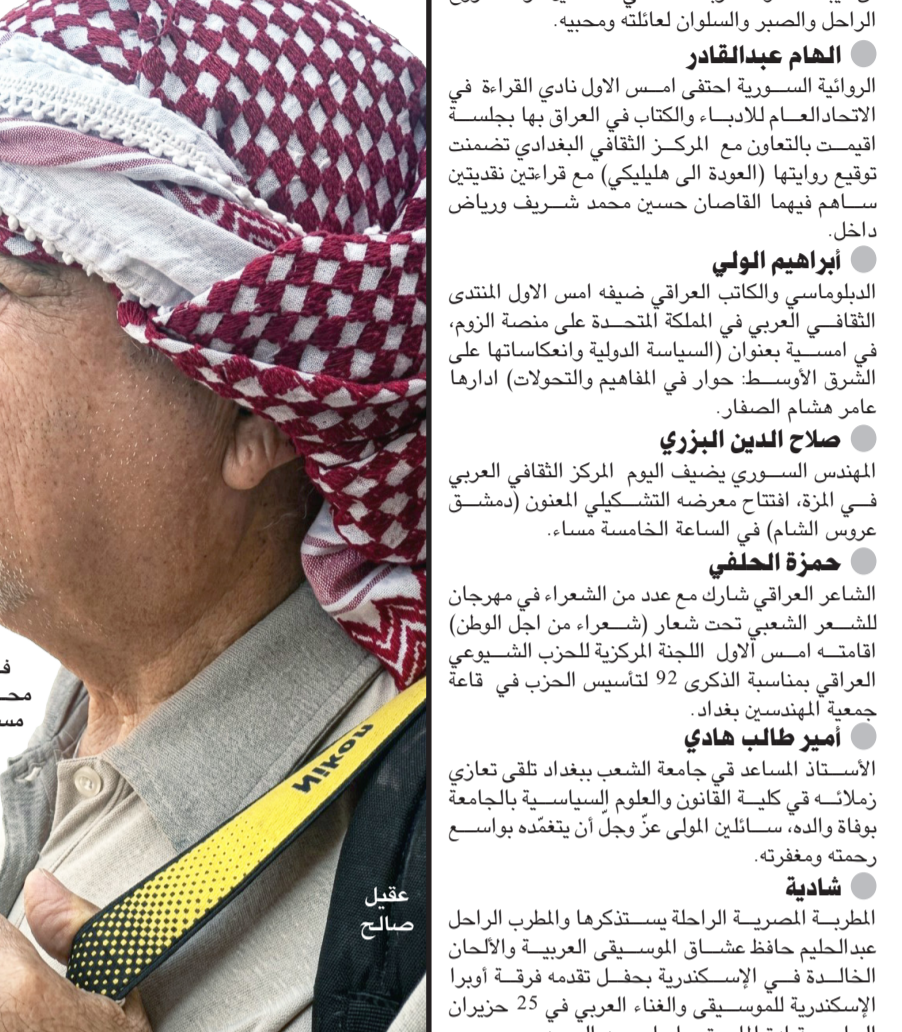 الراحل والصبر والسلوان لعائلته ومحبيه.
الهام عبدالقادر
الروائية السورية احتفى امس الاول نادي القراءة في
الاتحادالعام للادباء والكتاب في العراق بها بجلسة
اقيمت بالتعاون مع المركز الثقافي البغدادي تضمنت
توقيع روايتها (العودة الى هليليكي) مع قراءتين نقديتين
ساهم فيهما القاصان حسين محمد شريف ورياض
داخل.
أبراهيم الولي
الدبلوماسي والكاتب العراقي ضيفه امس الاول المنتدى
الثقافي العربي في المملكة المتحدة على منصة الزوم،
في امسية بعنوان (السياسة الدولية وانعكاساتها على
الشرق الأوسط: حوار في المفاهيم والتحولات) ادارها
عامر هشام الصفار.
صلاح الدين البزري
المهندس السوري يضيف اليوم المركز الثقافي العربي
في المزة، افتتاح معرضه التشكيلي المعنون (دمشق
عروس الشام) في الساعة الخامسة مساء.
حمزة الحلفي
الشاعر العراقي شارك مع عدد من الشعراء في مهرجان
للشعر الشعبي تحت شعار (شعراء من اجل الوطن)
اقامته امس الاول اللجنة المركزية للحزب الشيوعي
العراقي بمناسبة الذكرى 92 لتأسيس الحزب في قاعة
جمعية المهندسين بغداد.
أمير طالب هادي
الأستاذ المساعد قي جامعة الشعب ببغداد تلقى تعازي
زملائه قي كلية القانون والعلوم السياسية بالجامعة
بوفاة والده، سائلين المولى عزّ وجلّ أن يتغمّده بواسع
رحمته ومغفرته.
شادية
المطربة المصرية الراحلة يستذكرها والمطرب الراحل
عبدالحليم حافظ عشاق الموسيقى العربية والألحان
الخالدة في الإسكندرية بحفل تقدمه فرقة أوبرا
الإسكندرية للموسيقى والغناء العربي في 25 حزيران
Nikon
عقيل
صالح